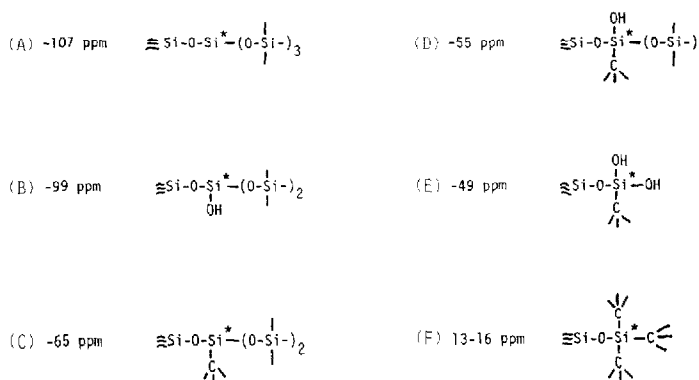 (A) -107 ppm ≡Si-O-Si*-(O-Si-)3
(B) -99 ppm ≡Si-O-Si*-(O-Si-)2
OH
(C) -65 ppm ≡Si-O-Si*-(O-Si-)2
C
OH
(D) -55 ppm ≡Si-O-Si*-(O-Si-)
C
OH
(E) -49 ppm ≡Si-O-Si*-OH
C
C
(F) 13-16 ppm ≡Si-O-Si*-C
C